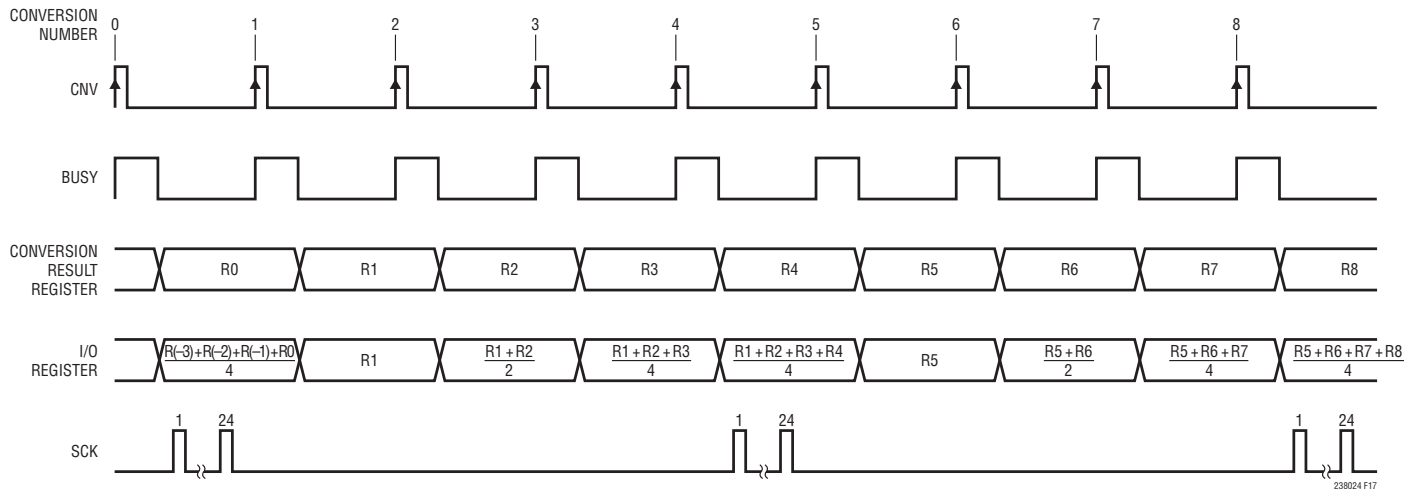 CONVERSION
NUMBER
0 1 2 3 4 5 6 7 8
CNV
BUSY
CONVERSION
RESULT
REGISTER
R0 R1 R2 R3 R4 R5 R6 R7 R8
I/O
REGISTER
R(–3)+R(–2)+R(–1)+R0 R1 R1+R2 R1+R2+R3 R1+R2+R3+R4 R5 R5+R6 R5+R6+R7 R5+R6+R7+R8
4 2 4 4 2 4 4
1 24 1 24 1 24
SCK
238024 F17